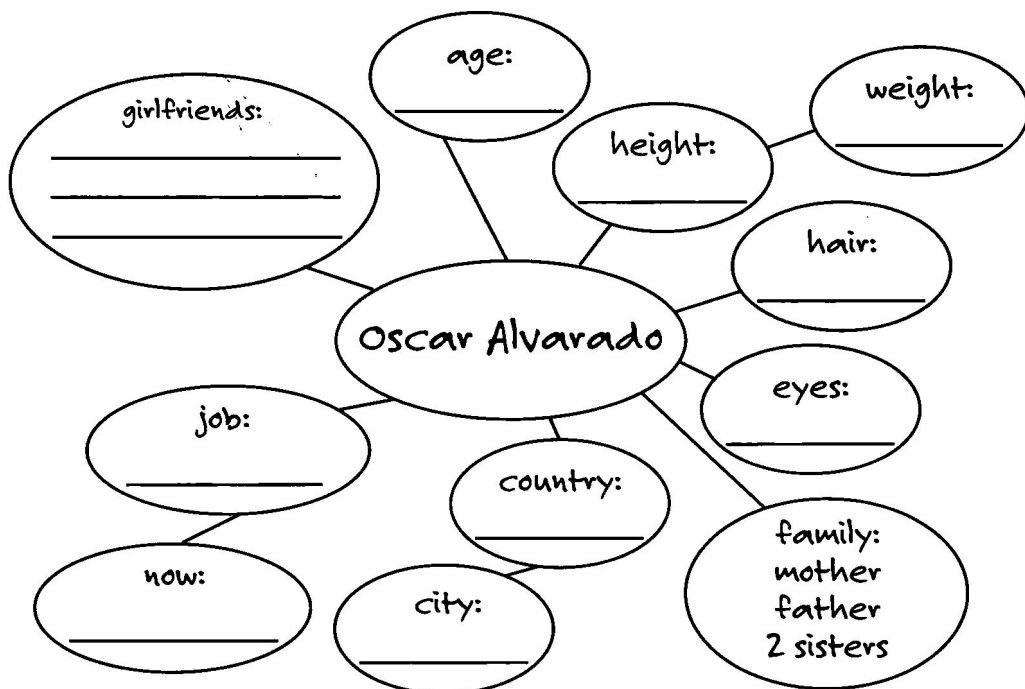 age:
girlfriends:
weight:
height:
hair:
Oscar Alvarado
eyes:
job:
country:
family:
mother
father
2 sisters
now:
city: